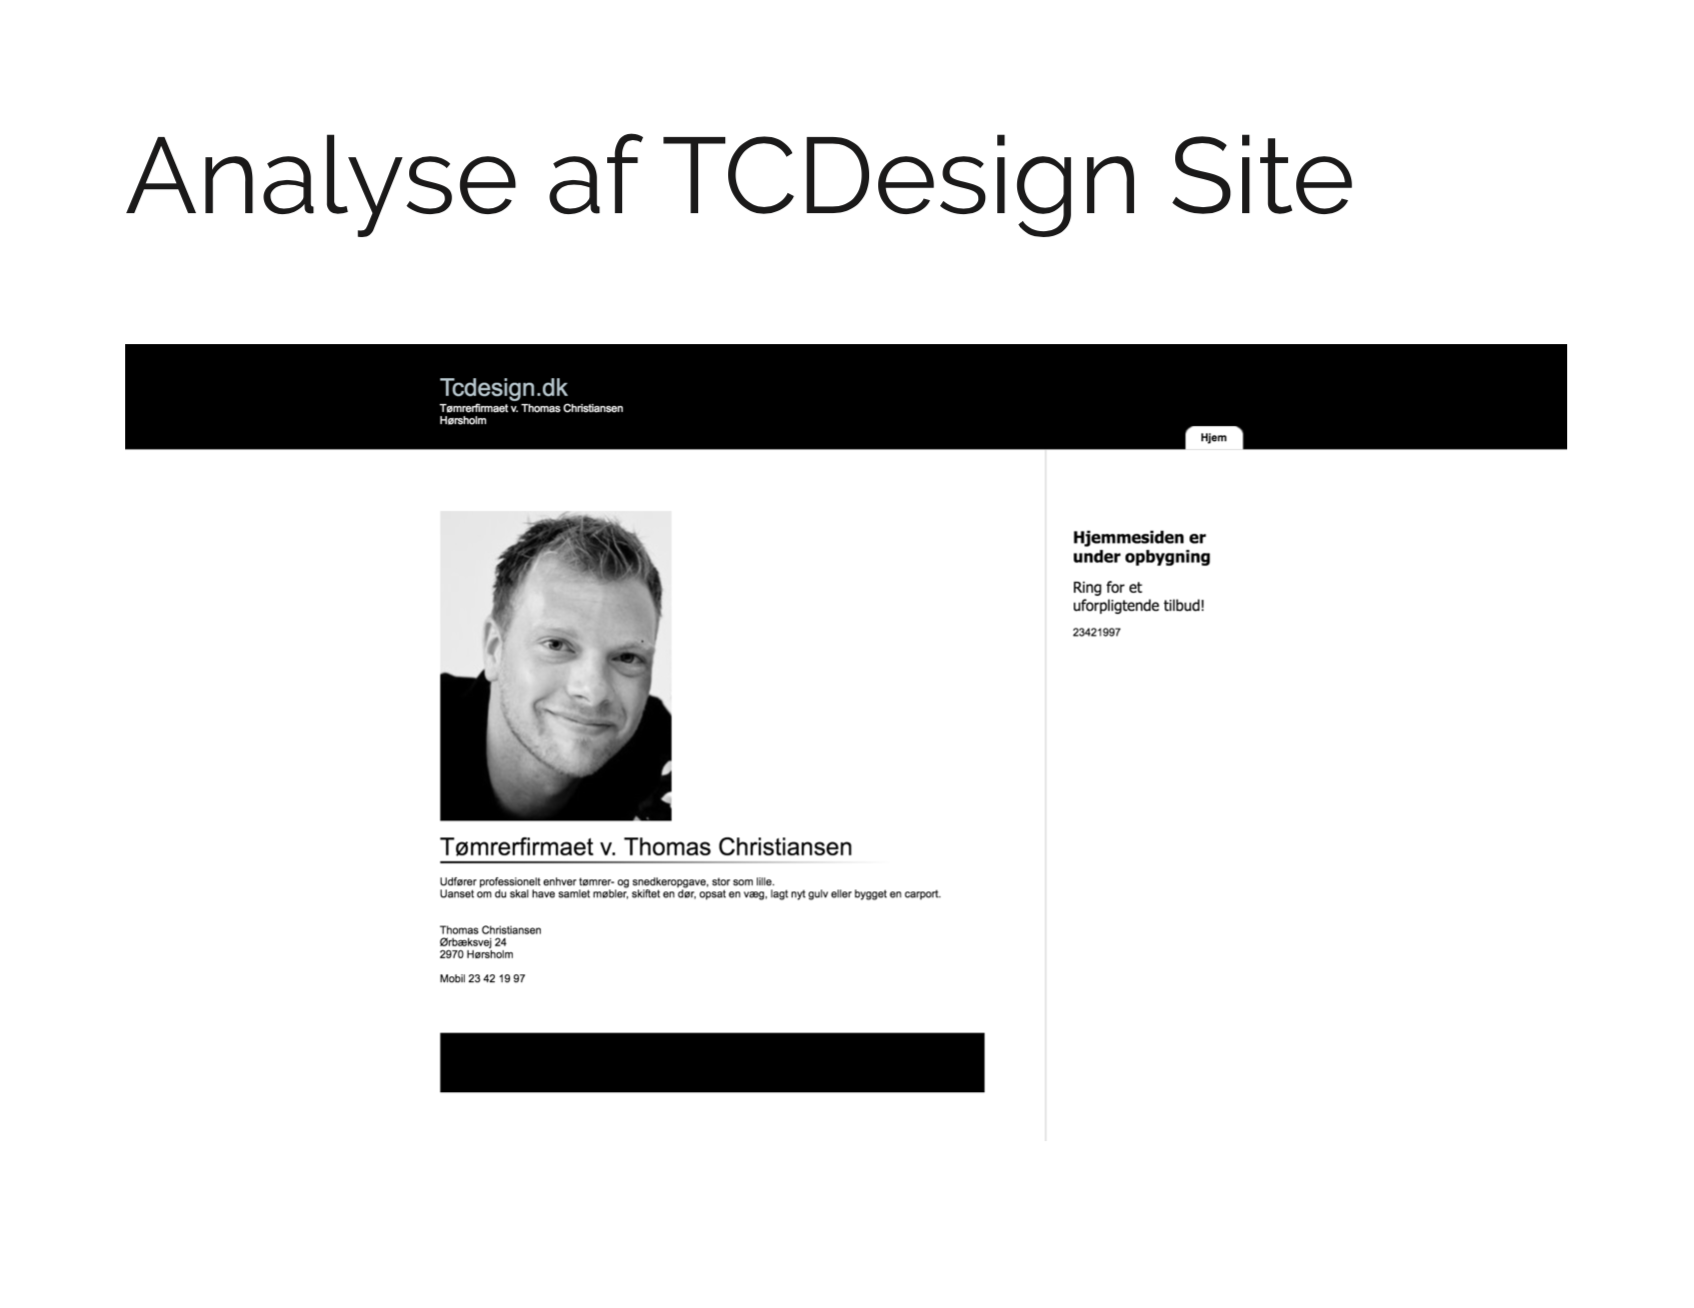 Analyse af TCDesign Site
Tcdesign.dk
Tømrerfirmaet v. Thomas Christiansen
Hørsholm
Hjem
Tømrerfirmaet v. Thomas Christiansen
Udfører professionelt enhver tømrer- og snedkeropgave, stor som lille.
Uanset om du skal have samlet møbler, skiftet en dør, opsat en væg, lagt nyt gulv eller bygget en carport.
Thomas Christiansen
Ørbæksvej 24
2970 Hørsholm
Mobil 23 42 19 97
Hjemmesiden er
under opbygning
Ring for et
uforpligtende tilbud!
23421997